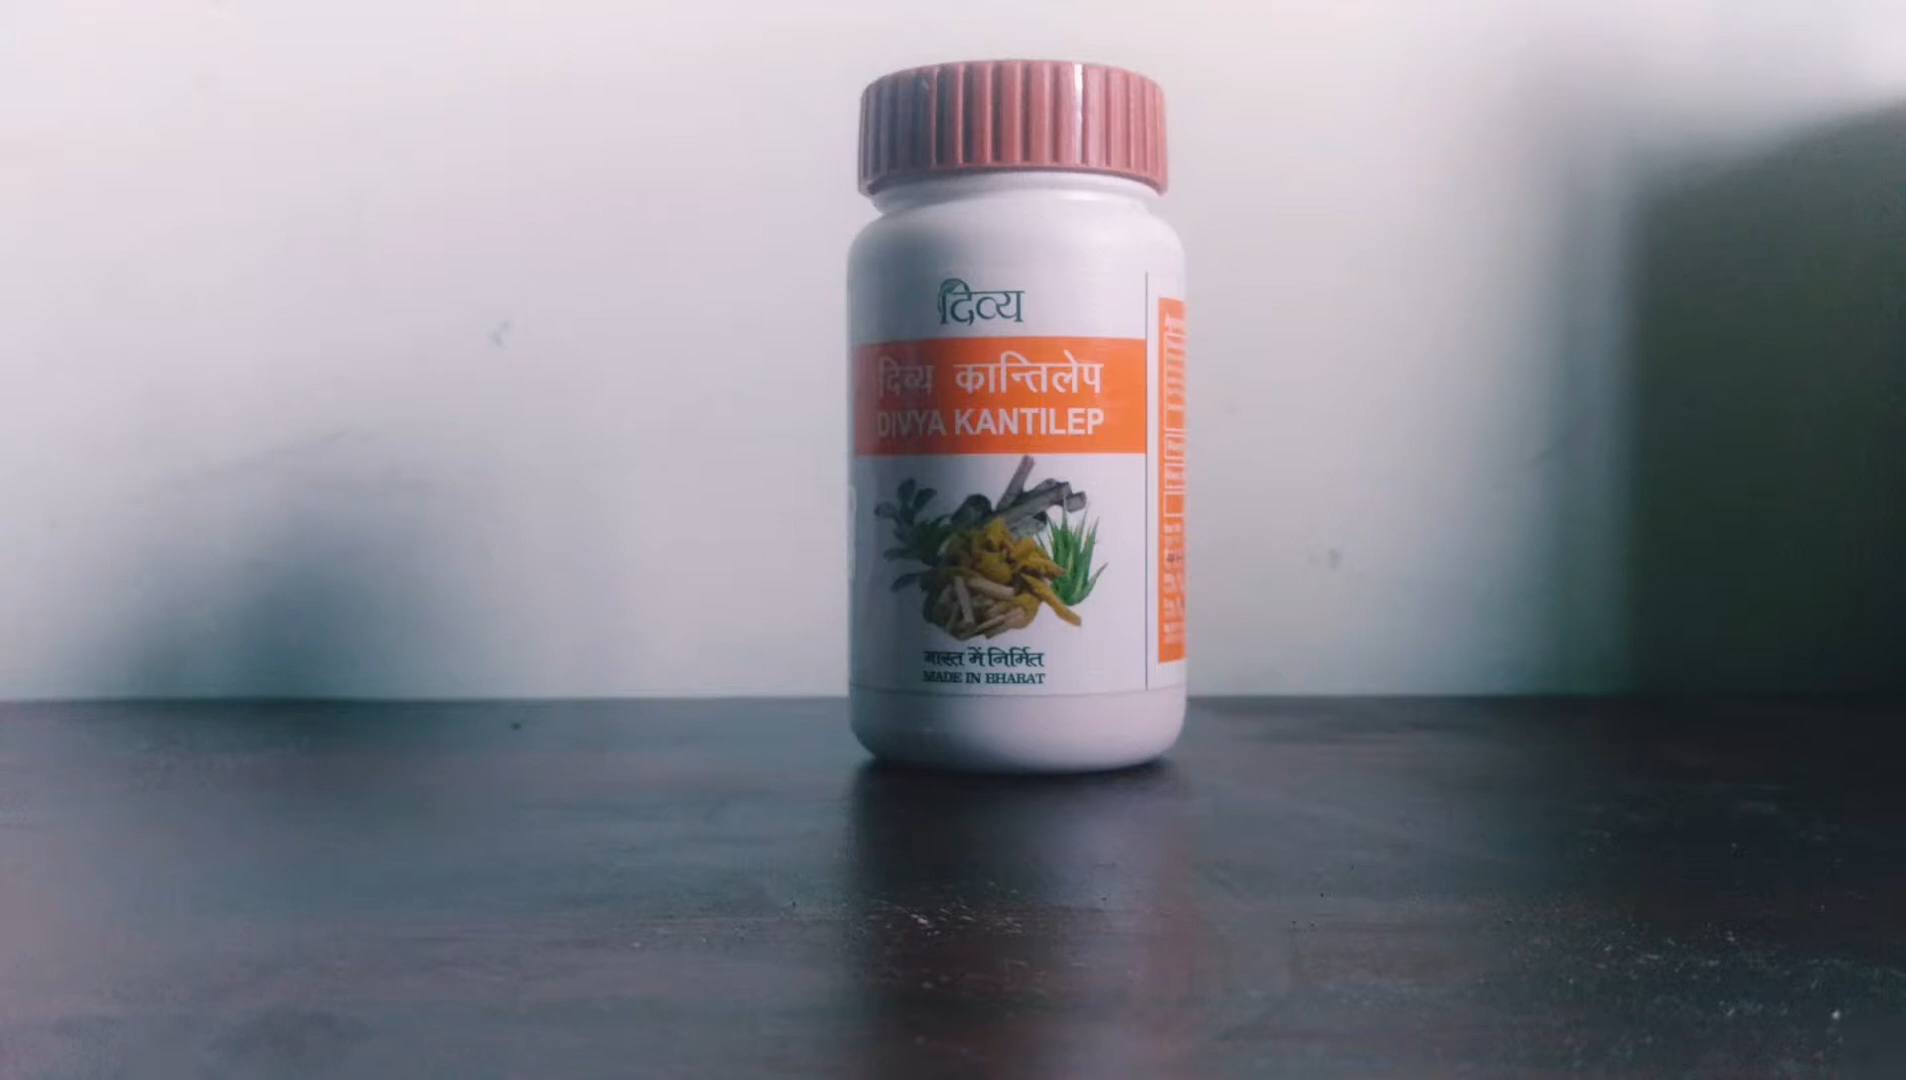 दिव्य
दिव्य कान्तिलेप
DIVYA KANTILEP
भारत में निर्मित
MADE IN BHARAT